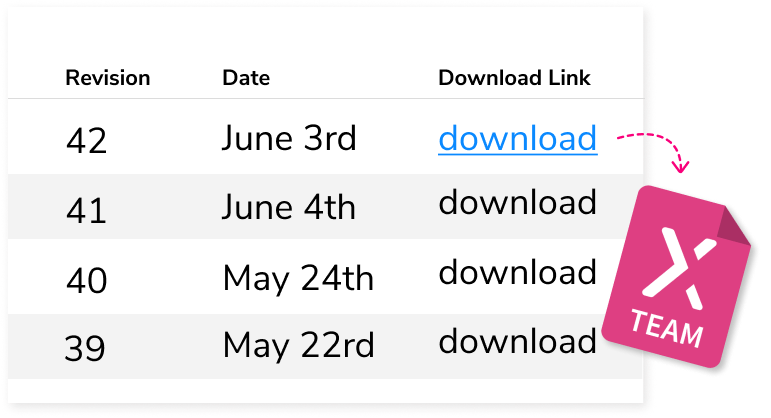 Revision Date Download Link
42 June 3rd download
41 June 4th download
40 May 24th download
39 May 22rd download
X
TEAM